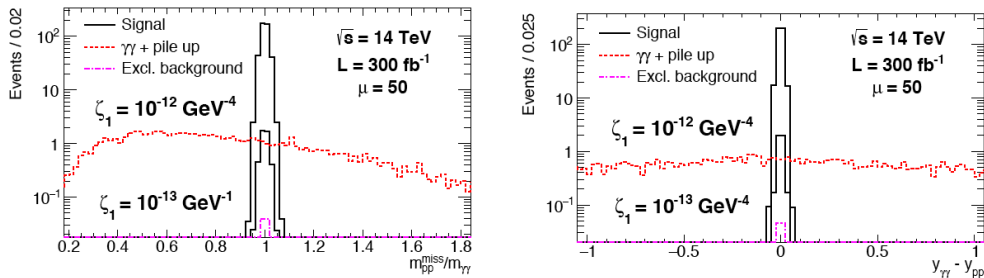 Events / 0.02
10²
10
1
10⁻¹
Signal
γγ + pile up
Excl. background
√s = 14 TeV
L = 300 fb⁻¹
μ = 50
ζ₁ = 10⁻¹² GeV⁻⁴
ζ₁ = 10⁻¹³ GeV⁻¹
0.2 0.4 0.6 0.8 1 1.2 1.4 1.6 1.8
m_pp^miss/m_γγ
Events / 0.025
10²
10
1
10⁻¹
Signal
γγ + pile up
Excl. background
√s = 14 TeV
L = 300 fb⁻¹
μ = 50
ζ₁ = 10⁻¹² GeV⁻⁴
ζ₁ = 10⁻¹³ GeV⁻⁴
-1 -0.5 0 0.5 1
y_γγ - y_pp